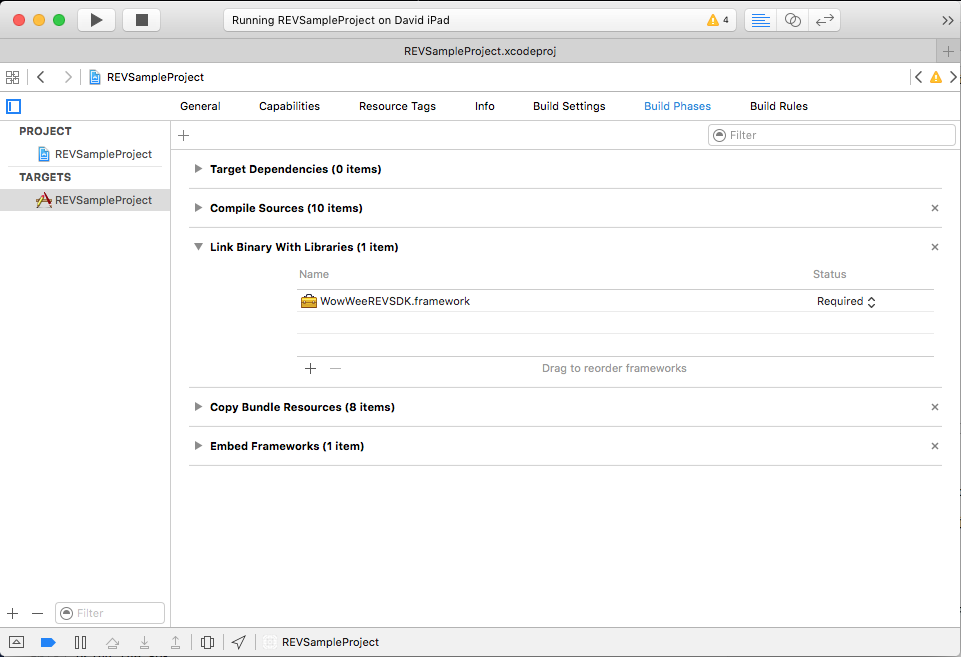 Running REVSampleProject on David iPad 4
REVSampleProject.xcodeproj
REVSampleProject
General Capabilities Resource Tags Info Build Settings Build Phases Build Rules
PROJECT
REVSampleProject
TARGETS
REVSampleProject
Filter
Target Dependencies (0 items)
Compile Sources (10 items)
Link Binary With Libraries (1 item)
Name Status
WowWeeREVSDK.framework Required
Drag to reorder frameworks
Copy Bundle Resources (8 items)
Embed Frameworks (1 item)
Filter
REVSampleProject